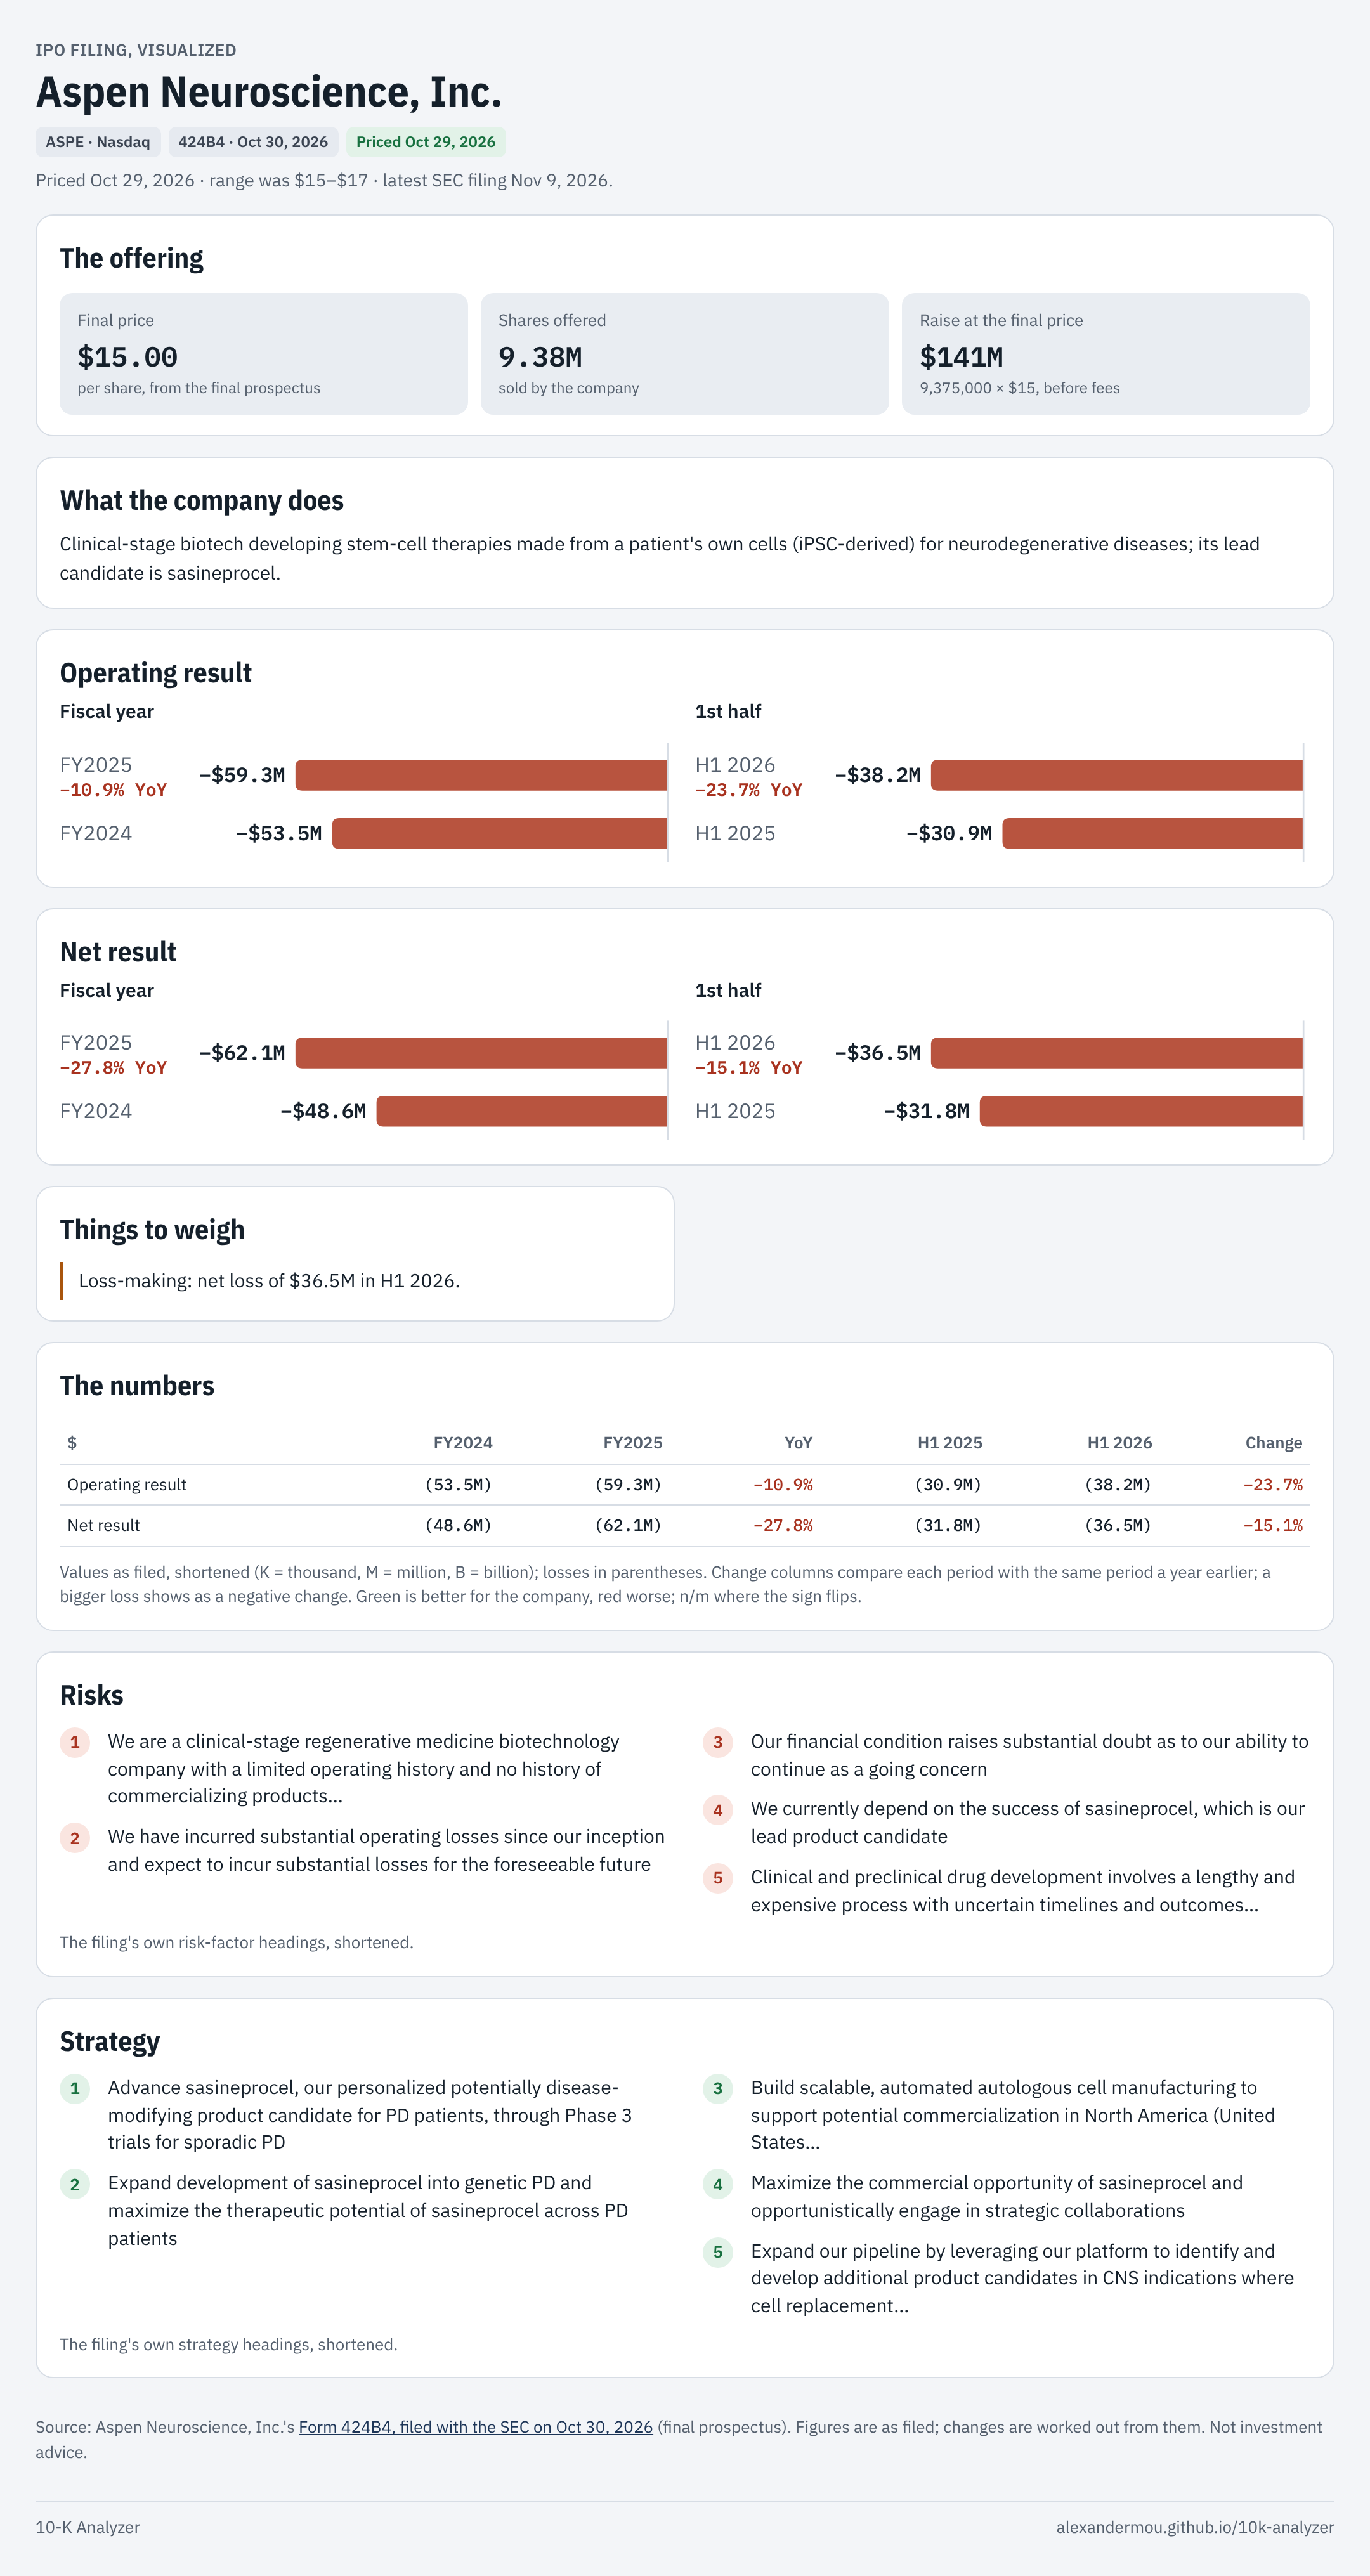 IPO FILING, VISUALIZED
Aspen Neuroscience, Inc.
ASPE · Nasdaq 424B4 · Oct 30, 2026 Priced Oct 29, 2026
Priced Oct 29, 2026 · range was $15–$17 · latest SEC filing Nov 9, 2026.
The offering
Final price
$15.00
per share, from the final prospectus
Shares offered
9.38M
sold by the company
Raise at the final price
$141M
9,375,000 × $15, before fees
What the company does
Clinical-stage biotech developing stem-cell therapies made from a patient's own cells (iPSC-derived) for neurodegenerative diseases; its lead
candidate is sasineprocel.
Operating result
Fiscal year
FY2025 −$59.3M
−10.9% YoY
FY2024 −$53.5M
1st half
H1 2026 −$38.2M
−23.7% YoY
H1 2025 −$30.9M
Net result
Fiscal year
FY2025 −$62.1M
−27.8% YoY
FY2024 −$48.6M
1st half
H1 2026 −$36.5M
−15.1% YoY
H1 2025 −$31.8M
Things to weigh
Loss-making: net loss of $36.5M in H1 2026.
The numbers
$ FY2024 FY2025 YoY H1 2025 H1 2026 Change
Operating result (53.5M) (59.3M) −10.9% (30.9M) (38.2M) −23.7%
Net result (48.6M) (62.1M) −27.8% (31.8M) (36.5M) −15.1%
Values as filed, shortened (K = thousand, M = million, B = billion); losses in parentheses. Change columns compare each period with the same period a year earlier; a
bigger loss shows as a negative change. Green is better for the company, red worse; n/m where the sign flips.
Risks
1 We are a clinical-stage regenerative medicine biotechnology
company with a limited operating history and no history of
commercializing products…
2 We have incurred substantial operating losses since our inception
and expect to incur substantial losses for the foreseeable future
3 Our financial condition raises substantial doubt as to our ability to
continue as a going concern
4 We currently depend on the success of sasineprocel, which is our
lead product candidate
5 Clinical and preclinical drug development involves a lengthy and
expensive process with uncertain timelines and outcomes…
The filing's own risk-factor headings, shortened.
Strategy
1 Advance sasineprocel, our personalized potentially disease-
modifying product candidate for PD patients, through Phase 3
trials for sporadic PD
2 Expand development of sasineprocel into genetic PD and
maximize the therapeutic potential of sasineprocel across PD
patients
3 Build scalable, automated autologous cell manufacturing to
support potential commercialization in North America (United
States…
4 Maximize the commercial opportunity of sasineprocel and
opportunistically engage in strategic collaborations
5 Expand our pipeline by leveraging our platform to identify and
develop additional product candidates in CNS indications where
cell replacement…
The filing's own strategy headings, shortened.
Source: Aspen Neuroscience, Inc.'s Form 424B4, filed with the SEC on Oct 30, 2026 (final prospectus). Figures are as filed; changes are worked out from them. Not investment
advice.
10-K Analyzer
alexandermou.github.io/10k-analyzer